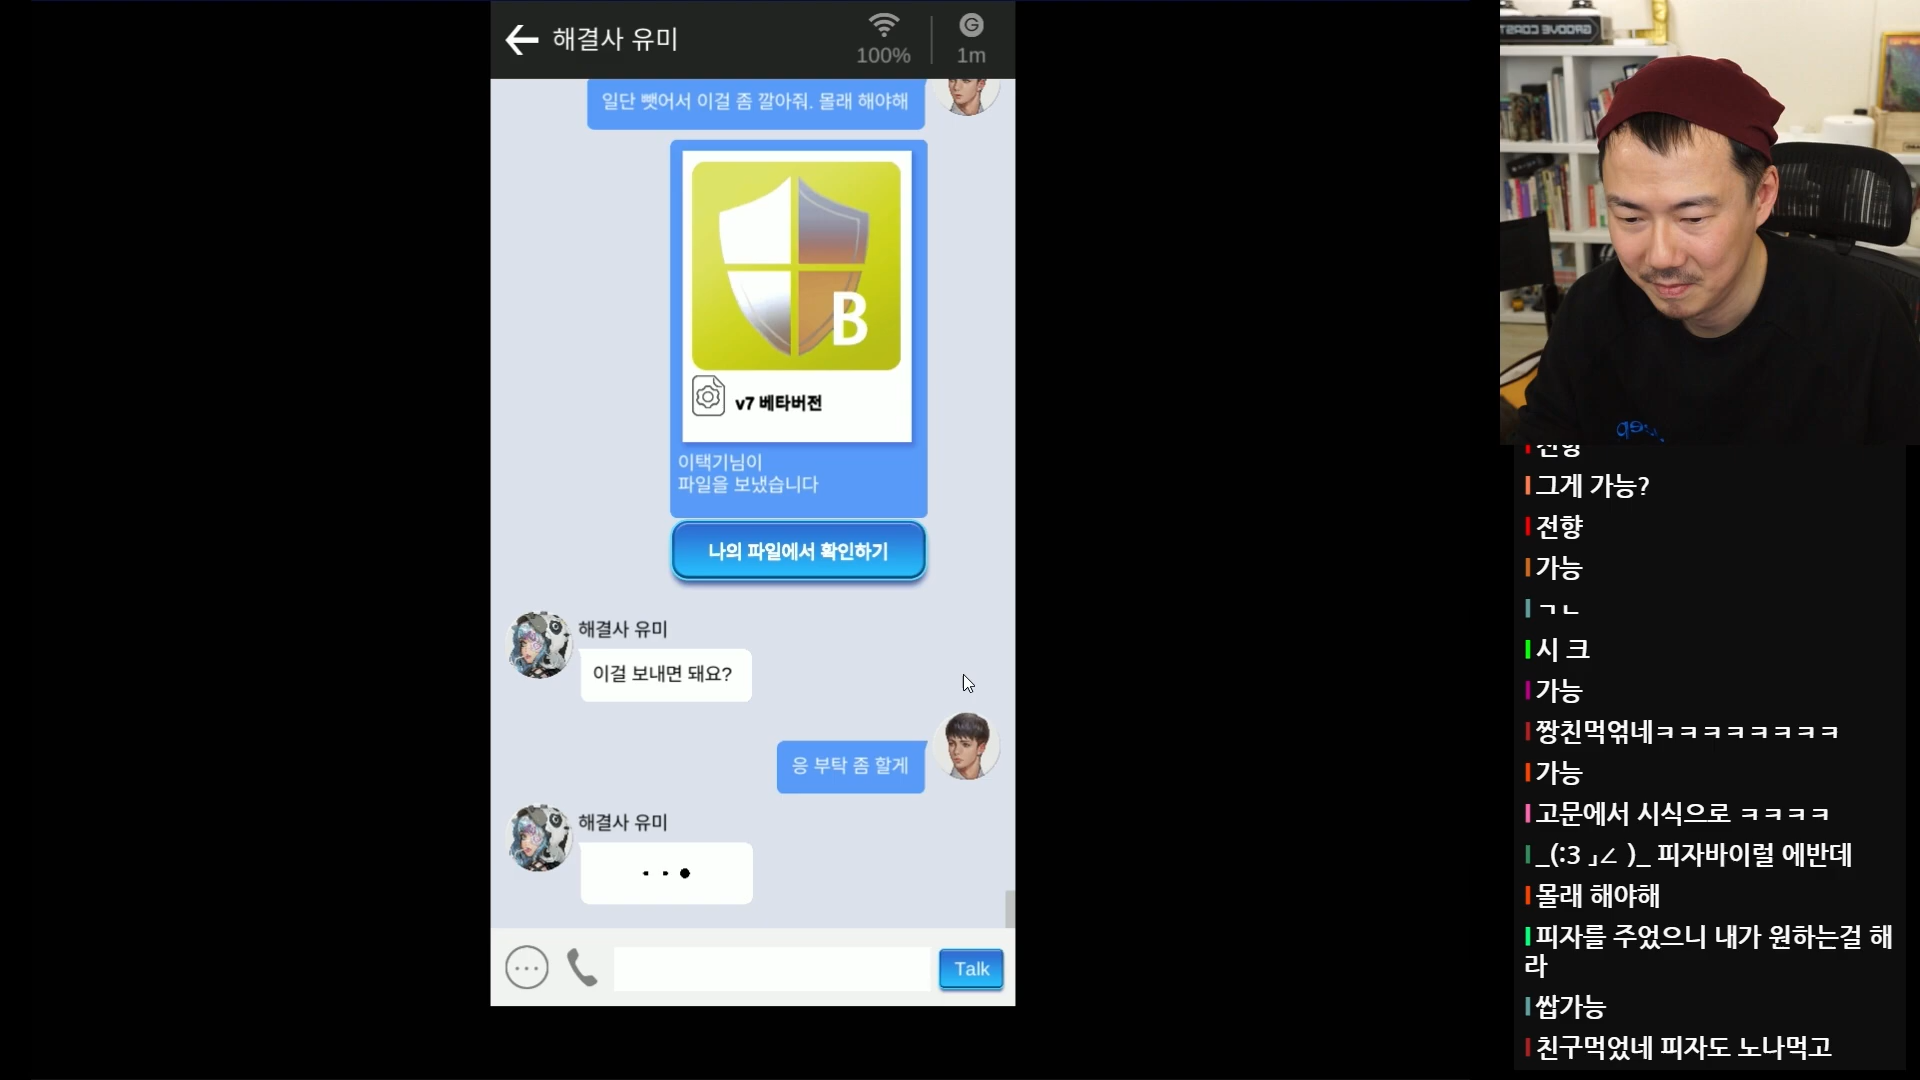 해결사 유미
100%
G
1m
일단 뺏어서 이걸 좀 깔아줘. 몰래 해야해
B
v7 베타버전
이택기님이
파일을 보냈습니다
나의 파일에서 확인하기
해결사 유미
이걸 보내면 돼요?
응 부탁 좀 할게
해결사 유미
Talk
GROOVE COASTER
전향
그게 가능?
전향
가능
ㄱㄴ
시 크
가능
짱친먹얶네ㅋㅋㅋㅋㅋㅋㅋㅋ
가능
고문에서 시식으로 ㅋㅋㅋㅋ
_(:3 」∠ )_ 피자바이럴 에반데
몰래 해야해
피자를 주었으니 내가 원하는걸 해
라
쌉가능
친구먹었네 피자도 노나먹고